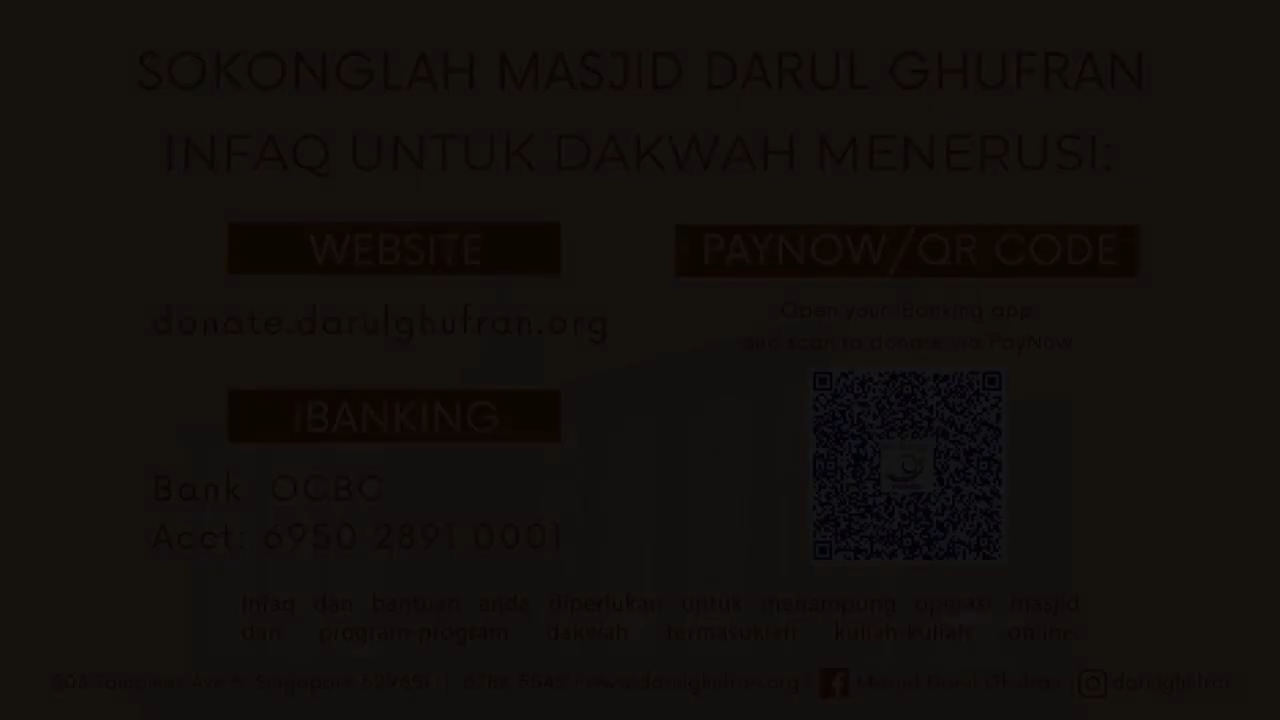 SOKONGLAH MASJID DARUL GHUFRAN
INFAQ UNTUK DAKWAH MENERUSI:
WEBSITE
donate.darulghufran.org
iBANKING
Bank: OCBC
Acct: 6950 2891 0001
PAYNOW/QR CODE
Open your iBanking app
and scan to donate via PayNow
Infaq dan bantuan anda diperlukan untuk menampung operasi masjid
dan program-program dakwah termasuklah kuliah-kuliah online.
Singapore www.darulghufran.org Masjid Darul Ghufran darulghufran